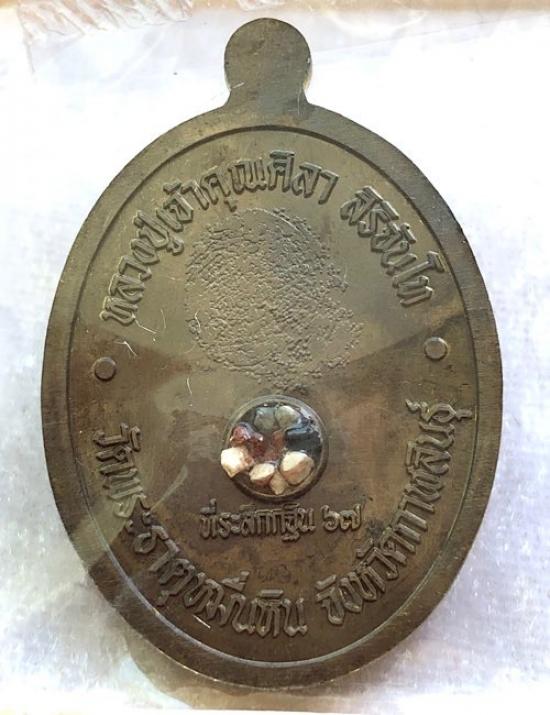 หลวงปู่เจ้าคุณศิลา สิริจันโท
ที่ระลึกกฐิน ๖๗
วัดพระธาตุหมื่นหิน จังหวัดกาฬสินธุ์